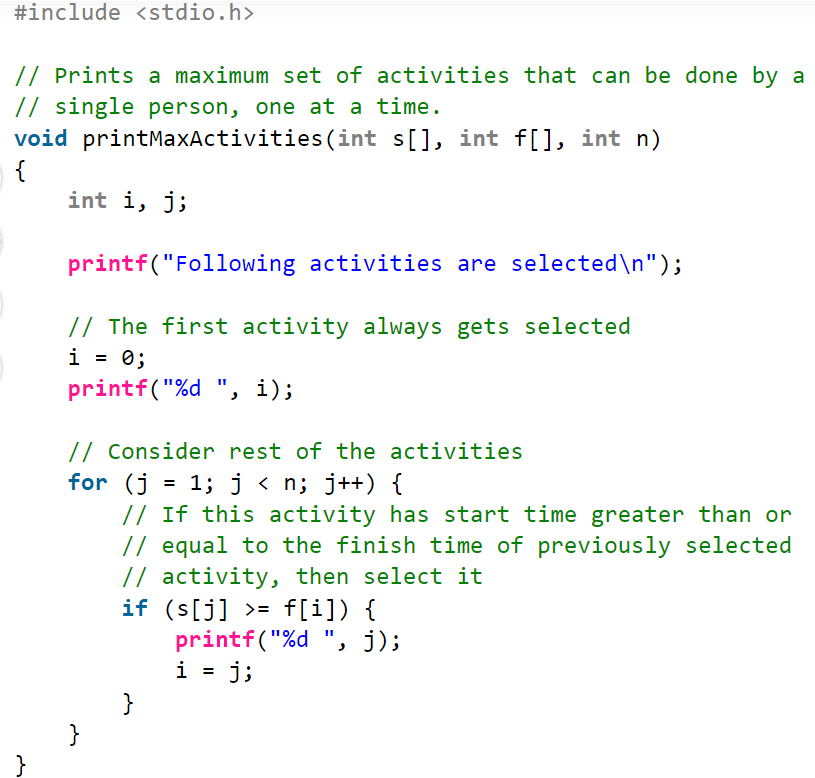 #include <stdio.h>
// Prints a maximum set of activities that can be done by a
// single person, one at a time.
void printMaxActivities(int s[], int f[], int n)
{
    int i, j;
    printf("Following activities are selected\n");
    // The first activity always gets selected
    i = 0;
    printf("%d ", i);
    // Consider rest of the activities
    for (j = 1; j < n; j++) {
        // If this activity has start time greater than or
        // equal to the finish time of previously selected
        // activity, then select it
        if (s[j] >= f[i]) {
            printf("%d ", j);
            i = j;
        }
    }
}